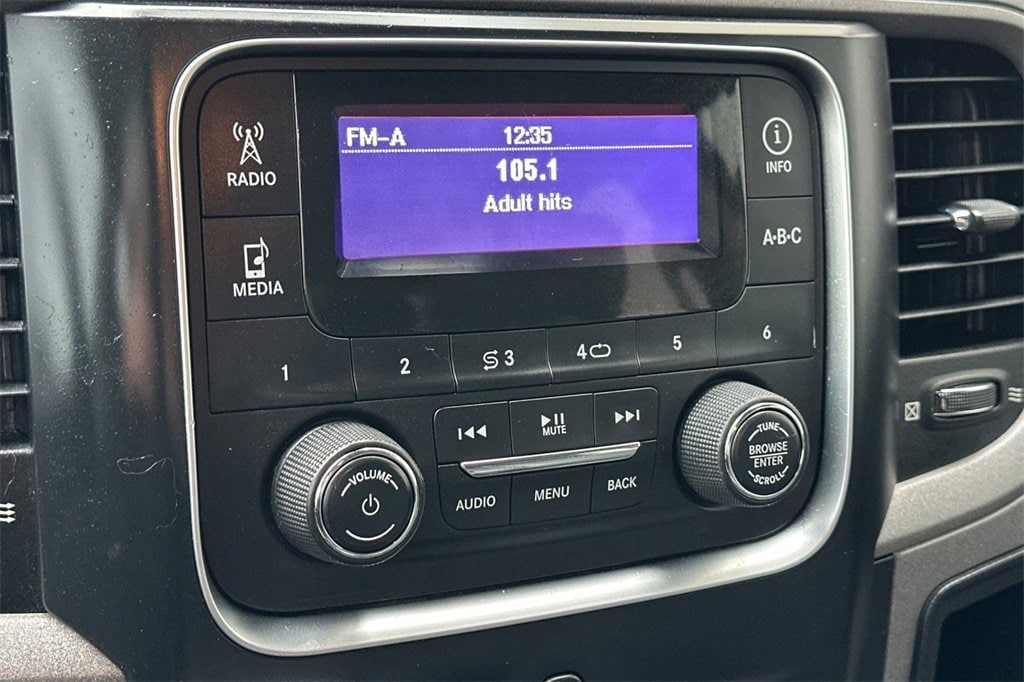 FM-A 12:35
105.1
Adult hits
RADIO
MEDIA
INFO
A·B·C
1 2 3 4 5 6
MUTE
VOLUME
AUDIO MENU BACK
TUNE
BROWSE
ENTER
SCROLL